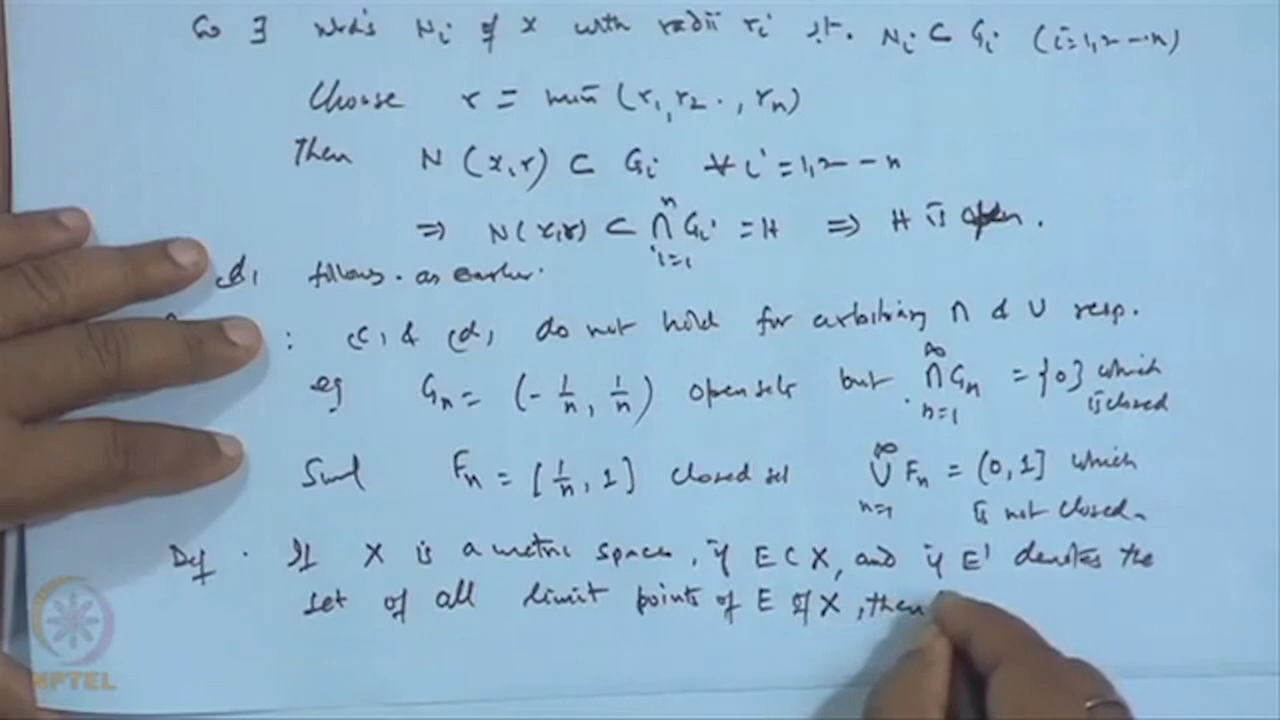 So ∃ nbd's Nᵢ of x with radii rᵢ s.t. Nᵢ ⊂ Gᵢ (i=1,2--n)
Choose r = min (r₁, r₂ ., rₙ)
Then N(x,r) ⊂ Gᵢ ∀ i=1,2--n
⇒ N(x,r) ⊂ ⋂ᵢ₌₁ⁿ Gᵢ = H ⇒ H is open.
(d) follows. as earlier.
: (c) & (d) do not hold for arbitrary ∩ & ∪ resp.
eg Gₙ = (-1/n, 1/n) open sets but ⋂ₙ₌₁^∞ Gₙ = {0} which is closed
Siml Fₙ = [1/n, 1] closed set ⋃ₙ₌₁^∞ Fₙ = (0,1] which is not closed.
Def. If X is a metric space, if E ⊂ X, and if E' denotes the
set of all limit points of E of X, then
NPTEL